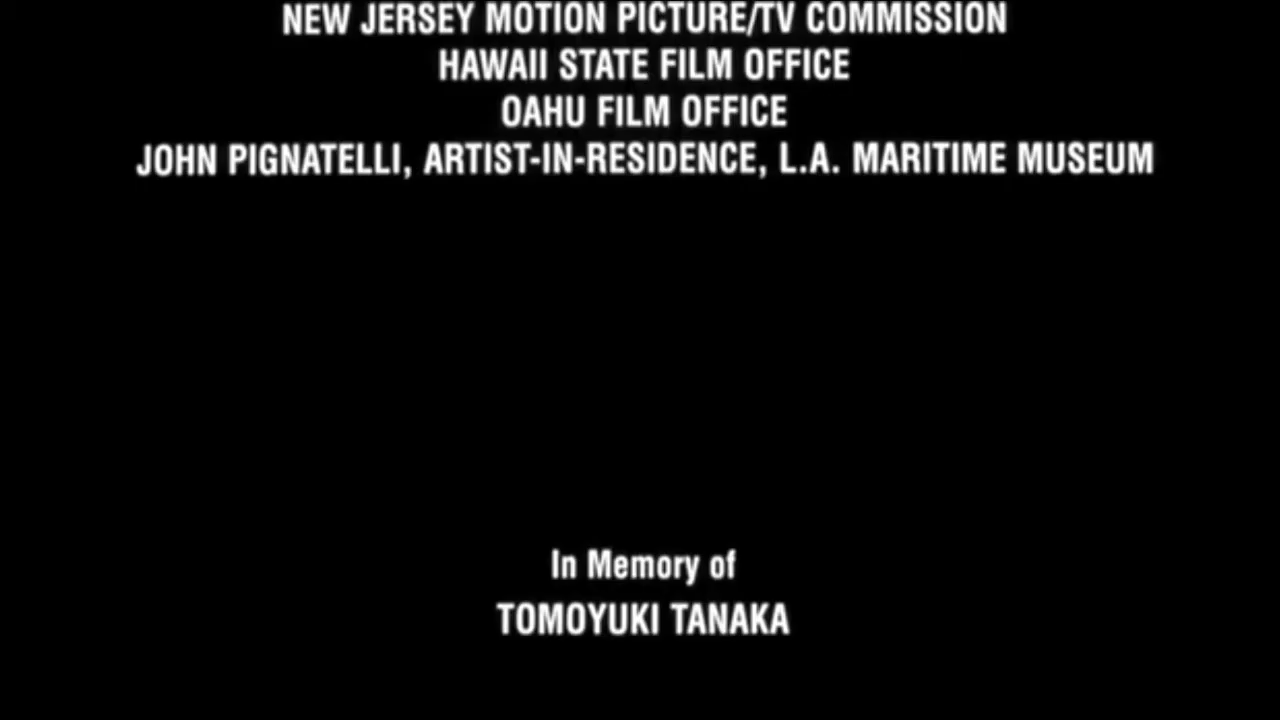 NEW JERSEY MOTION PICTURE/TV COMMISSION
HAWAII STATE FILM OFFICE
OAHU FILM OFFICE
JOHN PIGNATELLI, ARTIST-IN-RESIDENCE, L.A. MARITIME MUSEUM
In Memory of
TOMOYUKI TANAKA